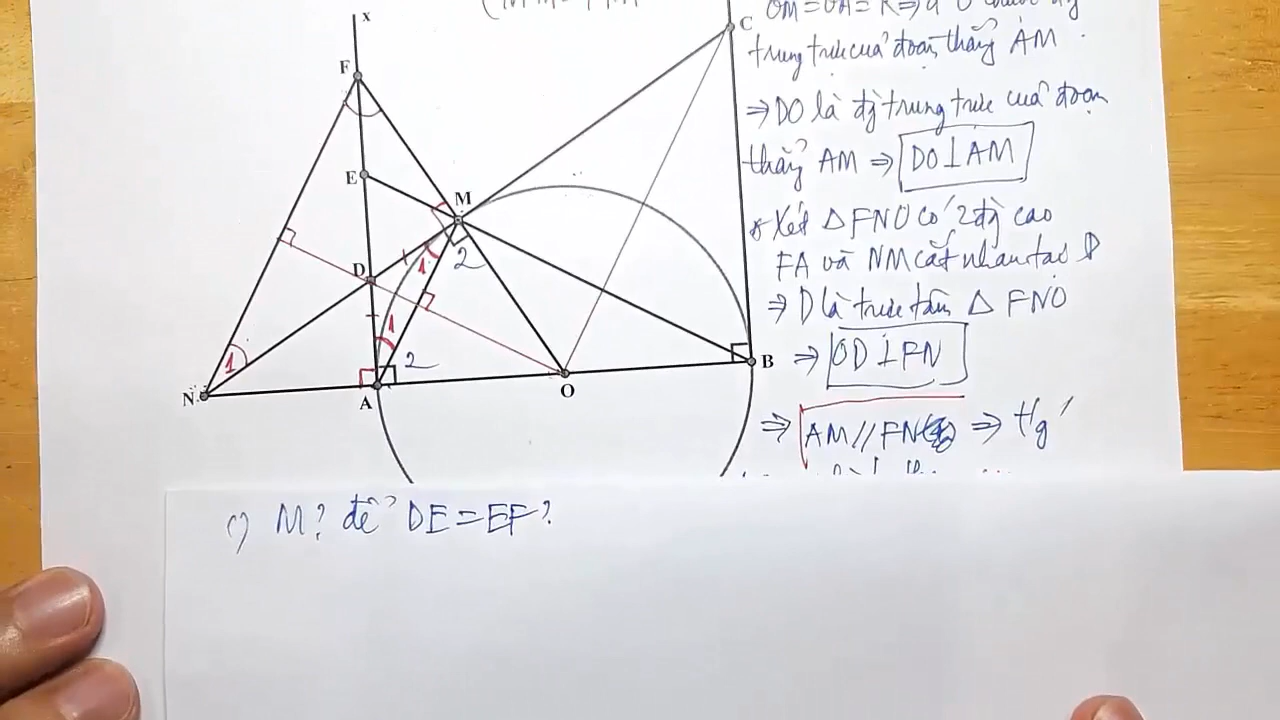 x
F
E
M
D
N
A
O
B
C
1
2
1
2
1
OM = OA = R ⇒
trung trực của đoạn thẳng AM
⇒ DO là đg trung trực của đoạn
thẳng AM ⇒ DO ⊥ AM
* Xét △ FNO có 2 đg cao
FA và NM cắt nhau tại D
⇒ D là trực tâm △ FNO
⇒ OD ⊥ FN
⇒ AM // FN ⇒ t/g
c) M? để DE = EF?